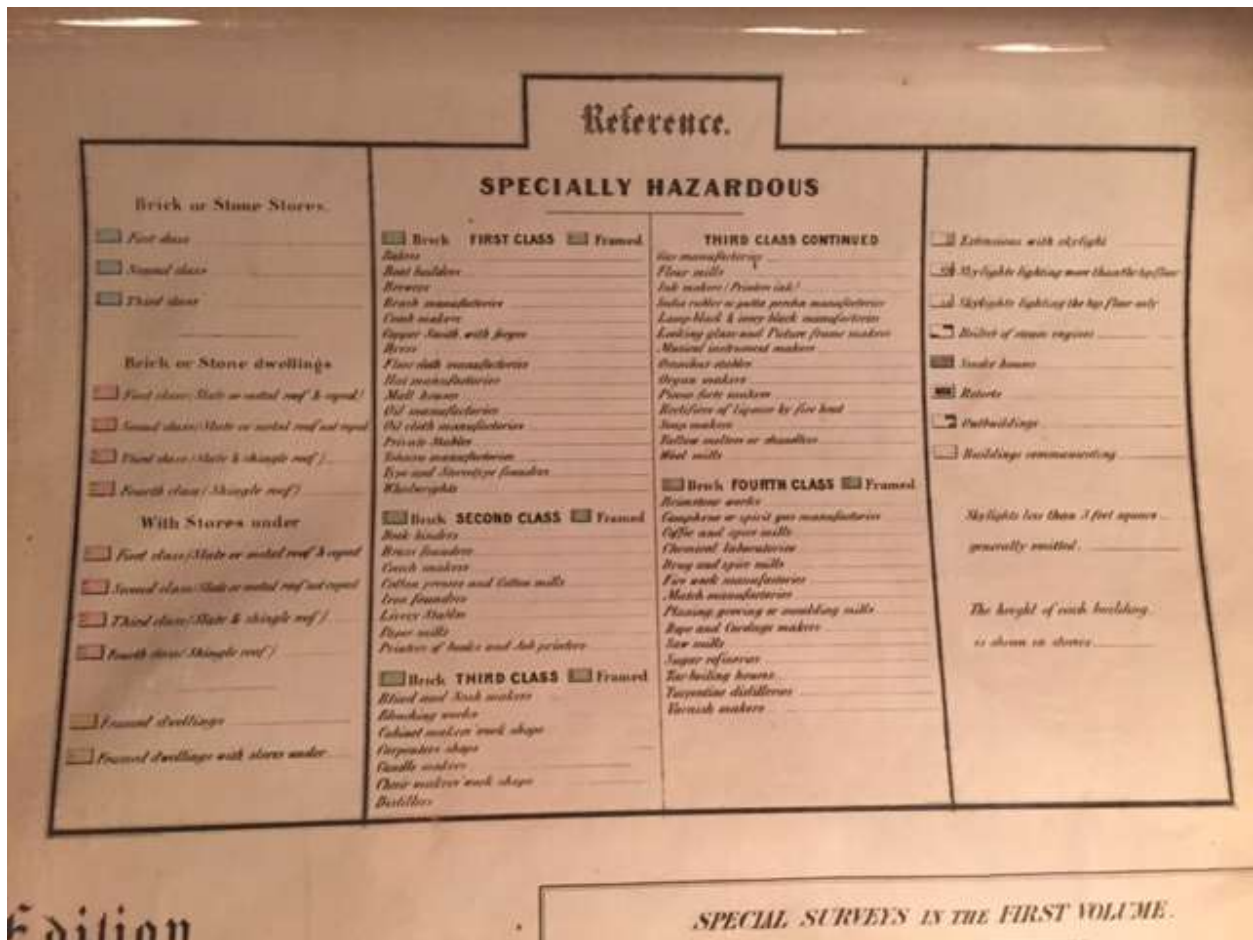 Reference.
Brick or Stone Stores.
First class
Second class
Third class
Brick or Stone dwellings
First class (Slate or metal roof & coped)
Second class (Slate or metal roof not coped
Third class (Slate & shingle roof)
Fourth class (Shingle roof)
With Stores under
First class (Slate or metal roof & coped
Second class (Slate or metal roof not coped
Third class (Slate & shingle roof)
Fourth class (Shingle roof)
Framed dwellings
Framed dwellings with stores under
SPECIALLY HAZARDOUS
Brick FIRST CLASS Framed
Bakers
Boat builders
Brewers
Brush manufactories
Comb makers
Copper Smith with forges
Dyers
Floor cloth manufactories
Hat manufactories
Malt houses
Oil manufactories
Oil cloth manufactories
Private Stables
Tobacco manufactories
Type and Stereotype founders
Wheelwrights
Brick SECOND CLASS Framed
Book binders
Brass founders
Coach makers
Cotton presses and Cotton mills
Iron founders
Livery Stables
Paper mills
Printers of books and Job printers
Brick THIRD CLASS Framed
Blind and Sash makers
Bleaching works
Cabinet makers' work shops
Carpenters shops
Candle makers
Chair makers' work shops
Distillers
THIRD CLASS CONTINUED
Gas manufactories
Flour mills
Ink makers (Printers ink)
India rubber or gutta percha manufactories
Lamp black & ivory black manufactories
Looking glass and Picture frame makers
Musical instrument makers
Omnibus stables
Organ makers
Piano forte makers
Rectifiers of liquors by fire heat
Soap makers
Tallow melters or chandlers
Wool mills
Brick FOURTH CLASS Framed
Brimstone works
Camphene or spirit gas manufactories
Coffee and spice mills
Chemical laboratories
Drug and spice mills
Fire work manufactories
Match manufactories
Planing, grooving or moulding mills
Rope and Cordage makers
Saw mills
Sugar refineries
Tar boiling houses
Turpentine distilleries
Varnish makers
Extensions with skylight
Skylights lighting more than the top floor
Skylights lighting the top floor only
Boiler of steam engines
Smoke houses
Retorts
Outbuildings
Buildings communicating
Skylights less than 3 feet square
generally omitted
The height of each building
is shown in stories
Edition
SPECIAL SURVEYS IN THE FIRST VOLUME.